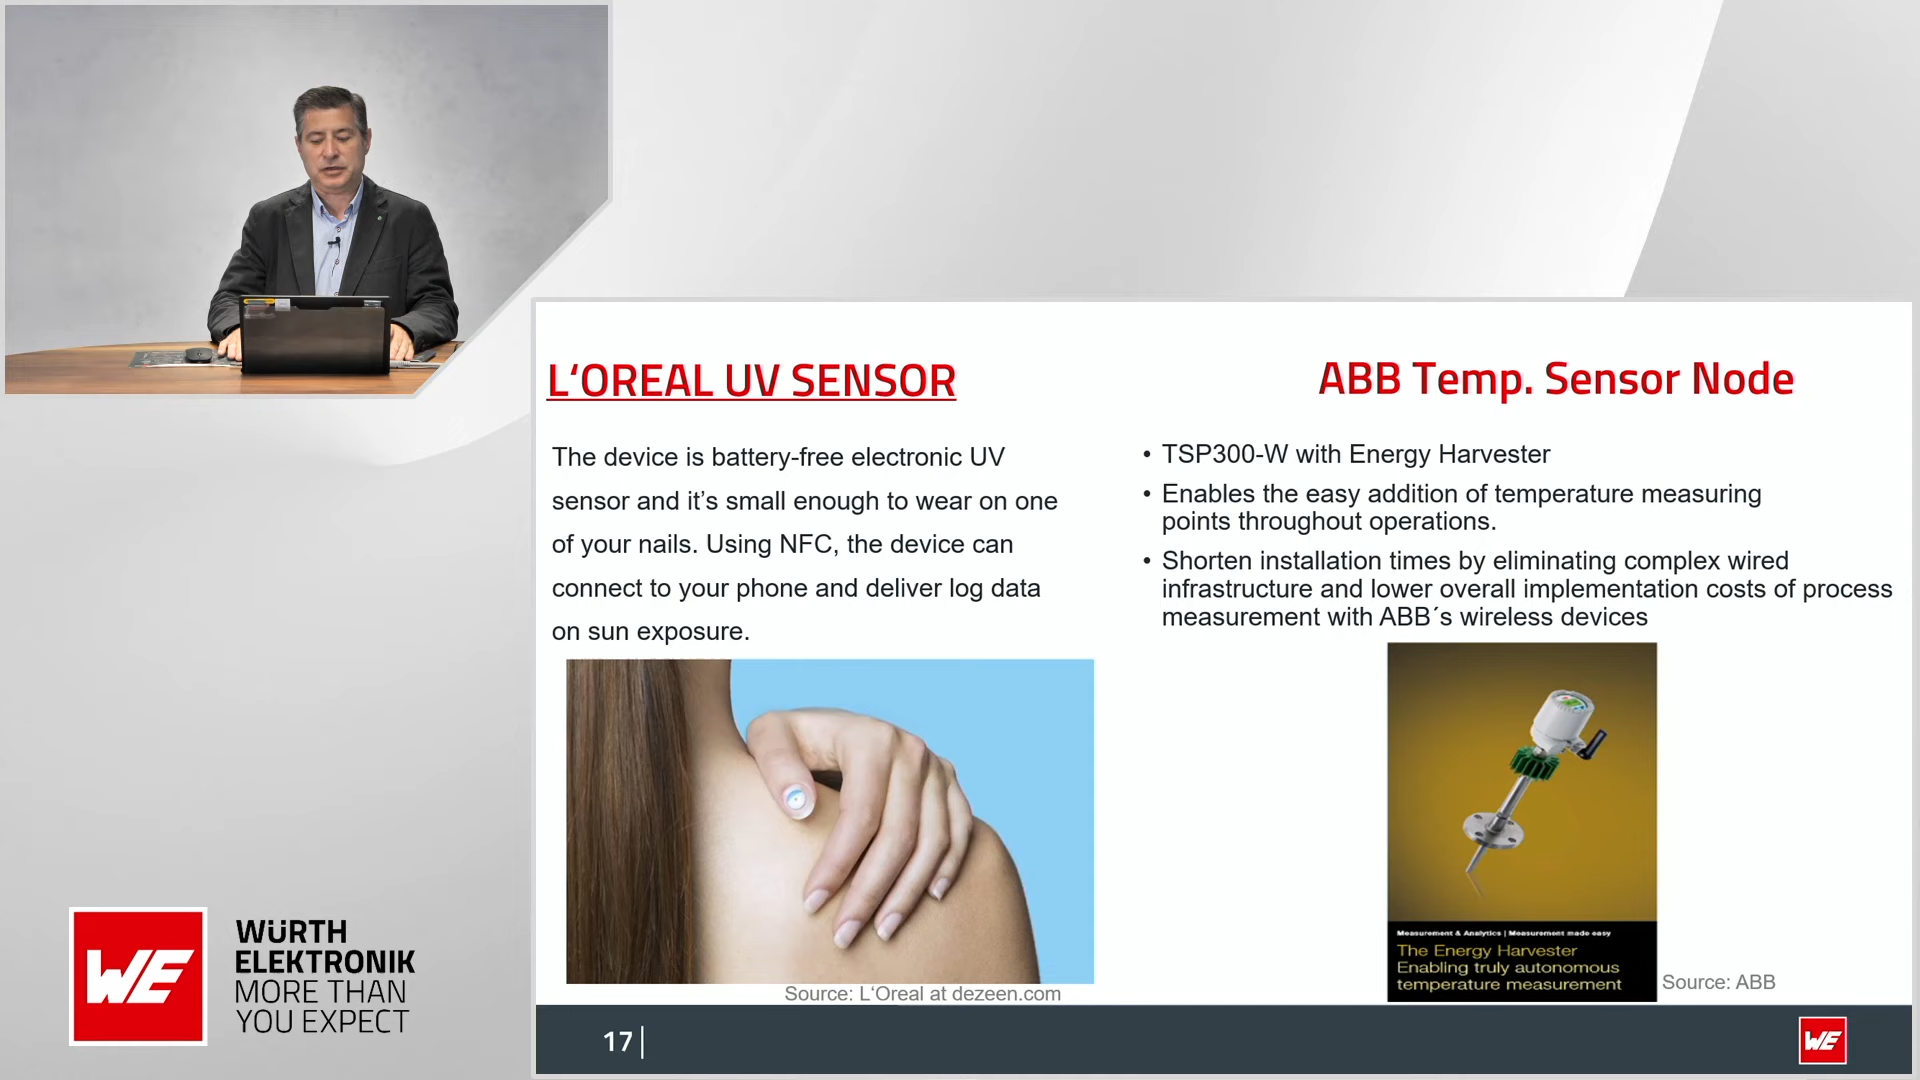 L‘OREAL UV SENSOR
The device is battery-free electronic UV
sensor and it’s small enough to wear on one
of your nails. Using NFC, the device can
connect to your phone and deliver log data
on sun exposure.
Source: L‘Oreal at dezeen.com
ABB Temp. Sensor Node
• TSP300-W with Energy Harvester
• Enables the easy addition of temperature measuring
points throughout operations.
• Shorten installation times by eliminating complex wired
infrastructure and lower overall implementation costs of process
measurement with ABB´s wireless devices
Measurement & Analytics | Measurement made easy
The Energy Harvester
Enabling truly autonomous
temperature measurement
Source: ABB
WE
WÜRTH
ELEKTRONIK
MORE THAN
YOU EXPECT
17|
WE